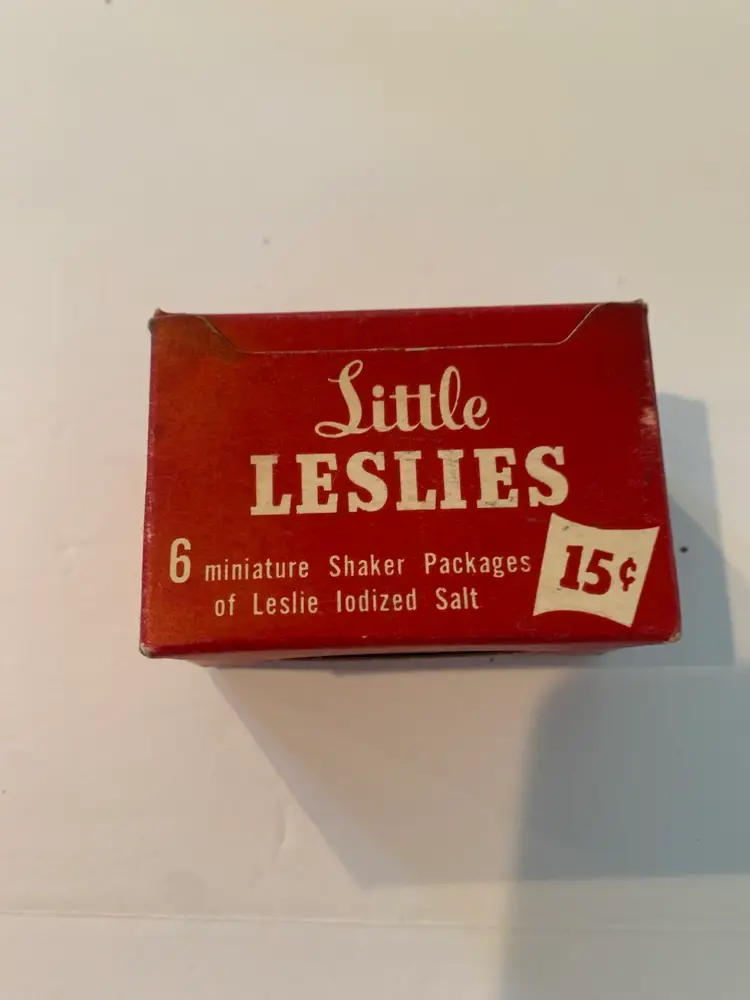 Little
LESLIES
6 miniature Shaker Packages
of Leslie Iodized Salt
15¢